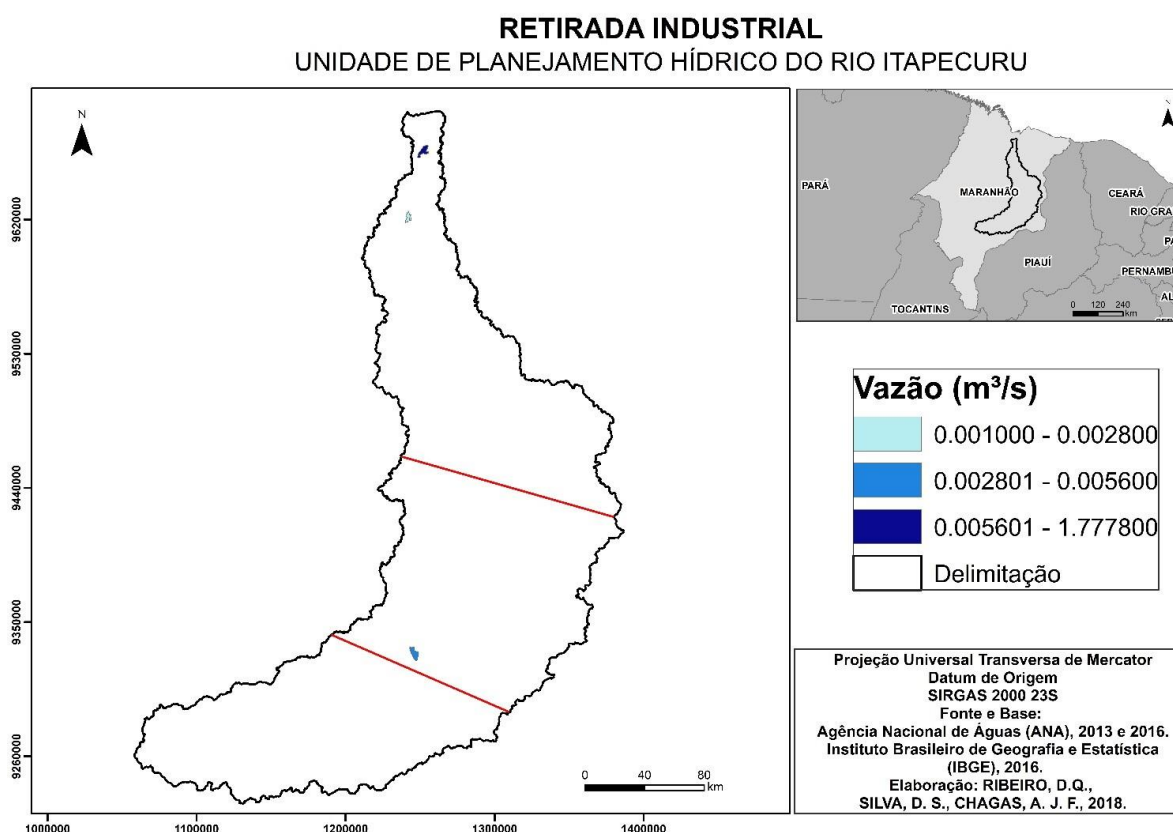 RETIRADA INDUSTRIAL
UNIDADE DE PLANEJAMENTO HÍDRICO DO RIO ITAPECURU
N
9620000
9530000
9440000
9350000
9260000
1000000
1100000
1200000
1300000
1400000
0 40 80
km
N
PARÁ
MARANHÃO
CEARÁ
RIO GRA
PA
PIAUÍ
PERNAMBU
AL
TOCANTINS
0 120 240
km
Vazão (m³/s)
0.001000 - 0.002800
0.002801 - 0.005600
0.005601 - 1.777800
Delimitação
Projeção Universal Transversa de Mercator
Datum de Origem
SIRGAS 2000 23S
Fonte e Base:
Agência Nacional de Águas (ANA), 2013 e 2016.
Instituto Brasileiro de Geografia e Estatística
(IBGE), 2016.
Elaboração: RIBEIRO, D.Q.,
SILVA, D. S., CHAGAS, A. J. F., 2018.